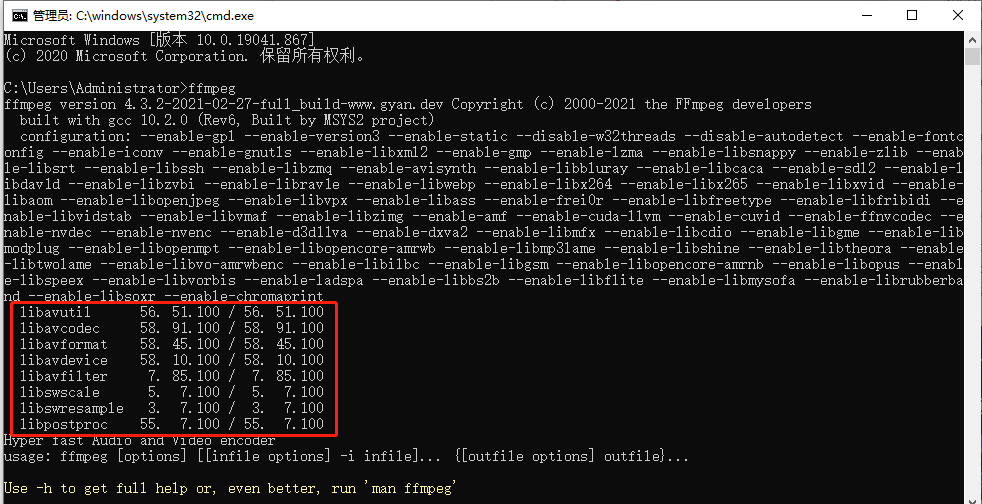 管理员: C:\windows\system32\cmd.exe
Microsoft Windows [版本 10.0.19041.867]
(c) 2020 Microsoft Corporation. 保留所有权利。
C:\Users\Administrator>ffmpeg
ffmpeg version 4.3.2-2021-02-27-full_build-www.gyan.dev Copyright (c) 2000-2021 the FFmpeg developers
built with gcc 10.2.0 (Rev6, Built by MSYS2 project)
configuration: --enable-gpl --enable-version3 --enable-static --disable-w32threads --disable-autodetect --enable-fontc
onfig --enable-iconv --enable-gnutls --enable-libxml2 --enable-gmp --enable-lzma --enable-libsnappy --enable-zlib --enab
le-libsrt --enable-libssh --enable-libzmq --enable-avisynth --enable-libbluray --enable-libcaca --enable-sdl2 --enable-l
ibdav1d --enable-libzvbi --enable-librav1e --enable-libwebp --enable-libx264 --enable-libx265 --enable-libxvid --enable-
libaom --enable-libopenjpeg --enable-libvpx --enable-libass --enable-frei0r --enable-libfreetype --enable-libfribidi --e
nable-libvidstab --enable-libvmaf --enable-libzimg --enable-amf --enable-cuda-llvm --enable-cuvid --enable-ffnvcodec --e
nable-nvdec --enable-nvenc --enable-d3d11va --enable-dxva2 --enable-libmfx --enable-libcdio --enable-libgme --enable-lib
modplug --enable-libopenmpt --enable-libopencore-amrwb --enable-libmp3lame --enable-libshine --enable-libtheora --enable
-libtwolame --enable-libvo-amrwbenc --enable-libilbc --enable-libgsm --enable-libopencore-amrnb --enable-libopus --enabl
e-libspeex --enable-libvorbis --enable-ladspa --enable-libbs2b --enable-libflite --enable-libmysofa --enable-librubberba
nd --enable-libsoxr --enable-chromaprint
libavutil      56. 51.100 / 56. 51.100
libavcodec     58. 91.100 / 58. 91.100
libavformat    58. 45.100 / 58. 45.100
libavdevice    58. 10.100 / 58. 10.100
libavfilter     7. 85.100 /  7. 85.100
libswscale      5.  7.100 /  5.  7.100
libswresample   3.  7.100 /  3.  7.100
libpostproc    55.  7.100 / 55.  7.100
Hyper fast Audio and Video encoder
usage: ffmpeg [options] [[infile options] -i infile]... {[outfile options] outfile}...
Use -h to get full help or, even better, run 'man ffmpeg'